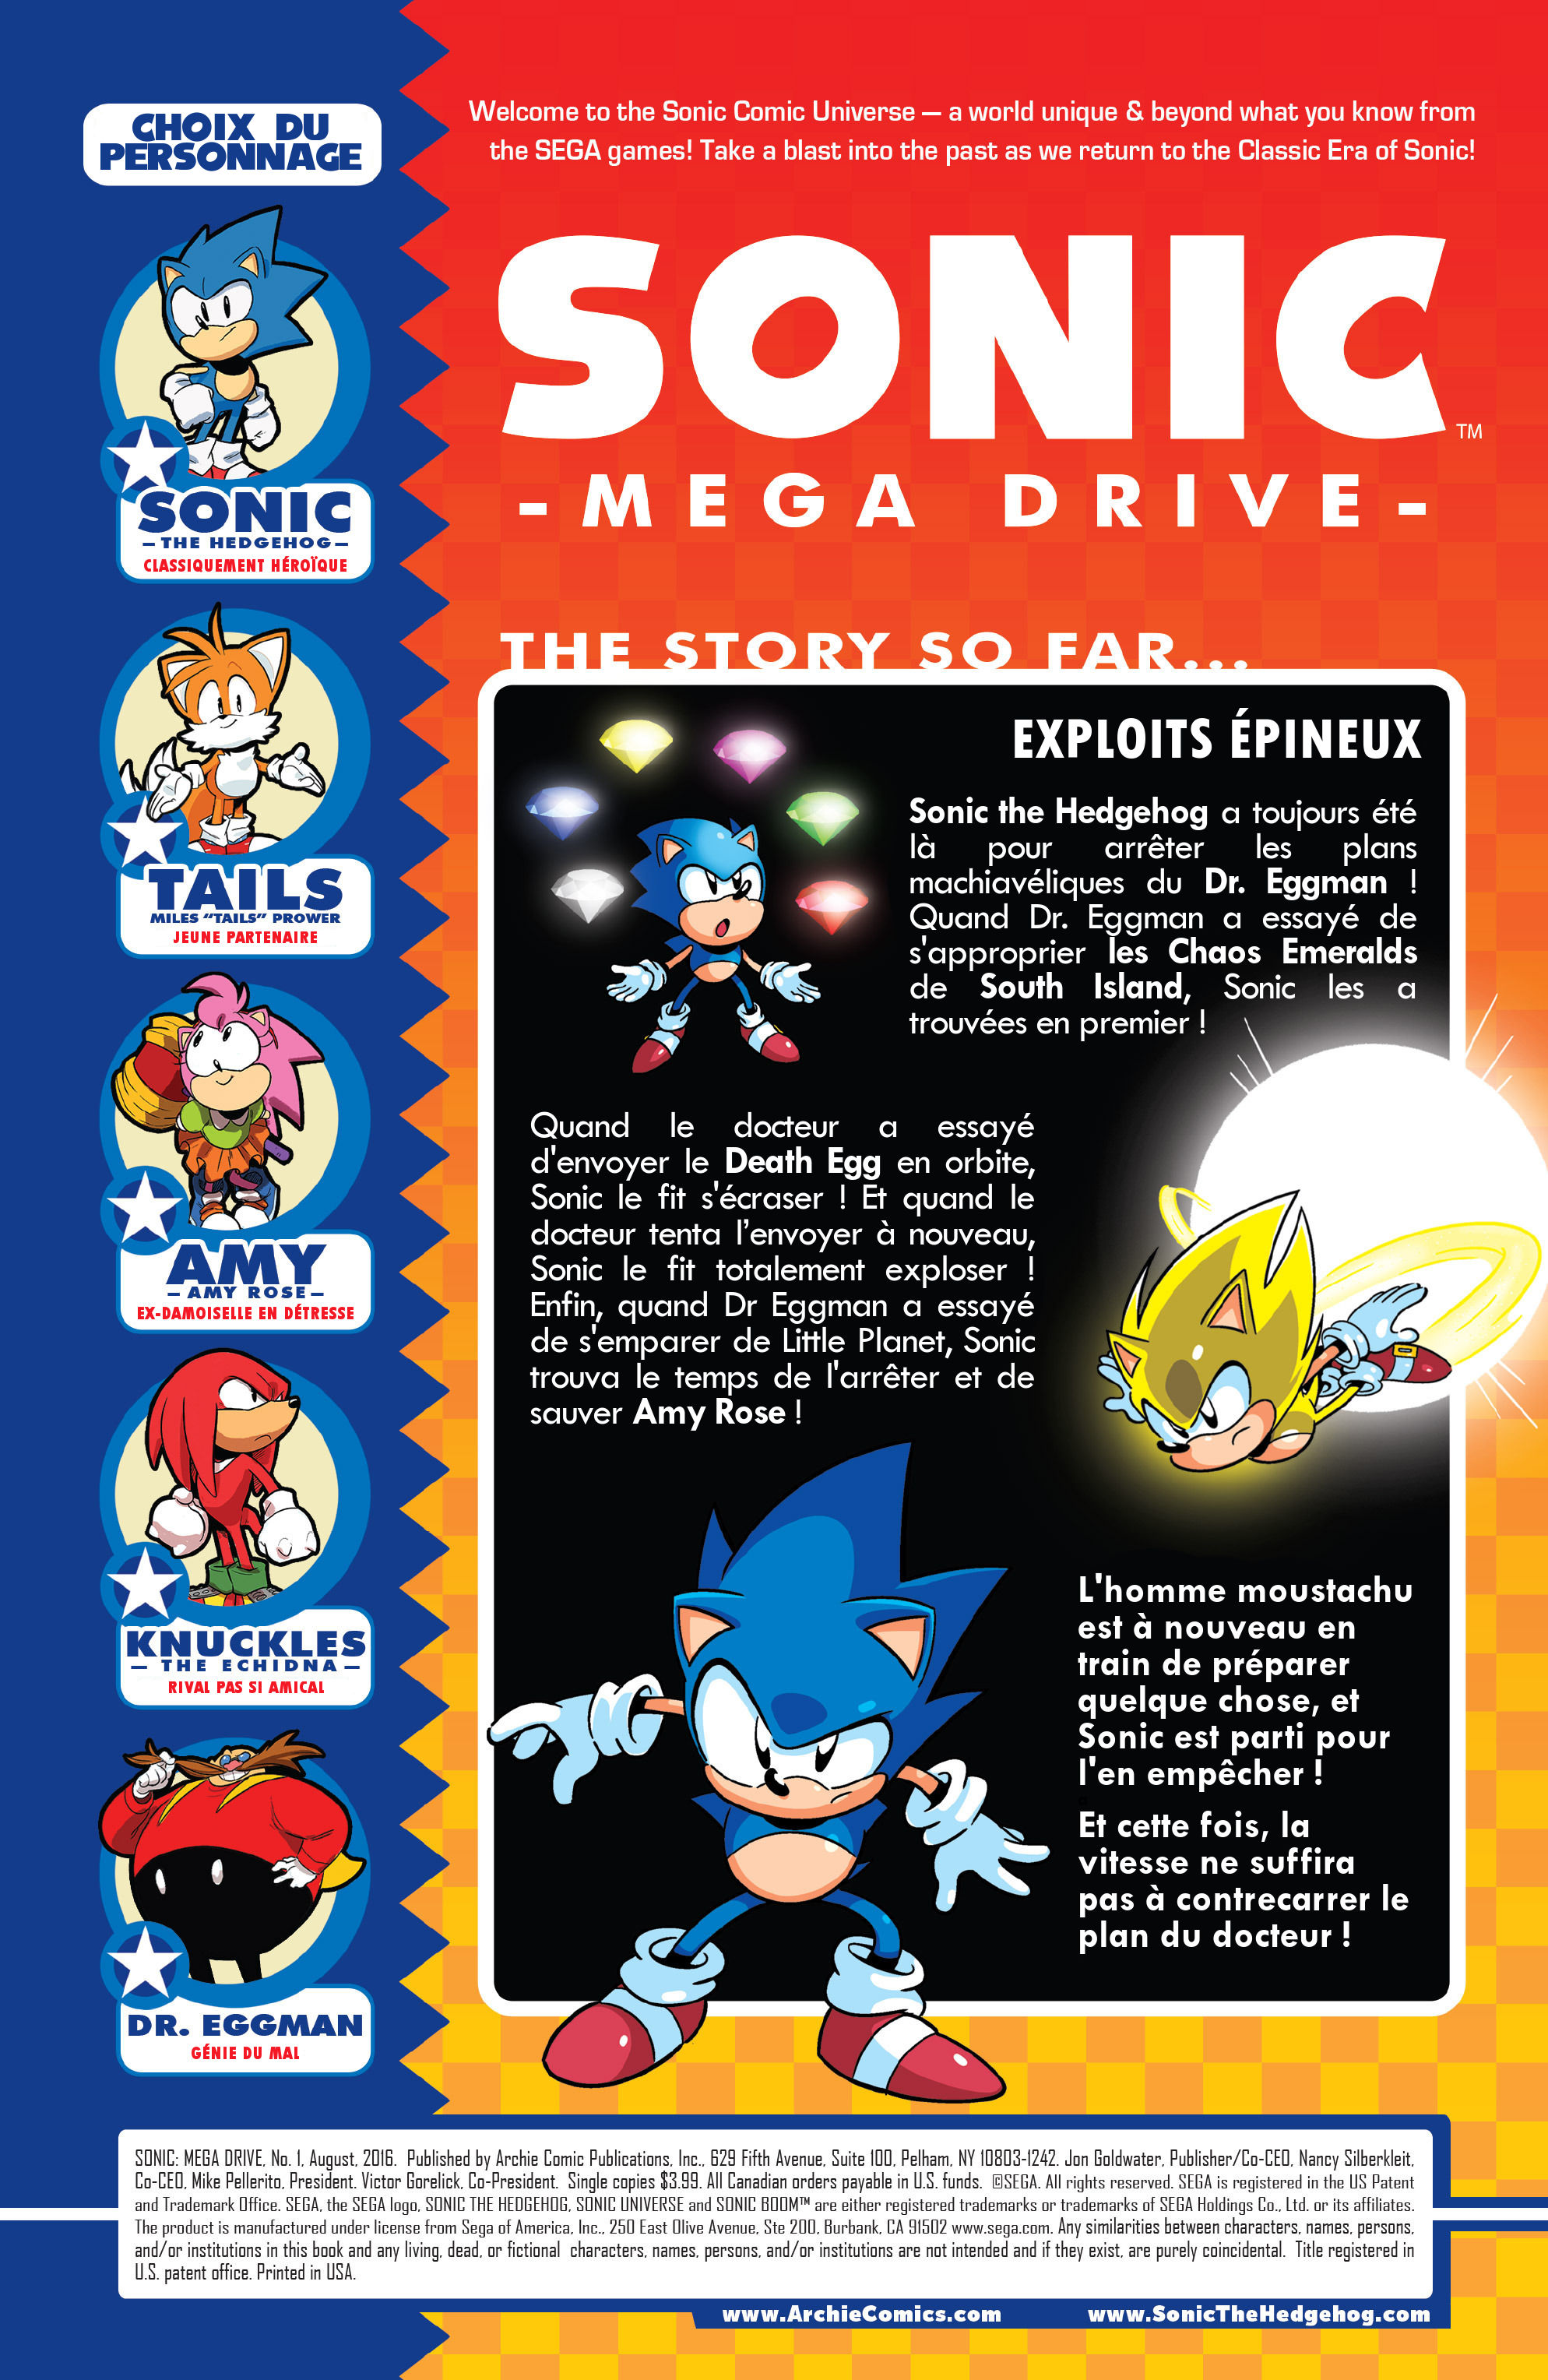 CHOIX DU
PERSONNAGE
SONIC
– THE HEDGEHOG –
CLASSIQUEMENT HÉROÏQUE
TAILS
MILES "TAILS" PROWER
JEUNE PARTENAIRE
AMY
– AMY ROSE –
EX-DAMOISELLE EN DÉTRESSE
KNUCKLES
– THE ECHIDNA –
RIVAL PAS SI AMICAL
DR. EGGMAN
GÉNIE DU MAL
Welcome to the Sonic Comic Universe — a world unique & beyond what you know from
the SEGA games! Take a blast into the past as we return to the Classic Era of Sonic!
SONIC™
- MEGA DRIVE -
THE STORY SO FAR...
EXPLOITS ÉPINEUX
Sonic the Hedgehog a toujours été
là pour arrêter les plans
machiavéliques du Dr. Eggman !
Quand Dr. Eggman a essayé de
s'approprier les Chaos Emeralds
de South Island, Sonic les a
trouvées en premier !
Quand le docteur a essayé
d'envoyer le Death Egg en orbite,
Sonic le fit s'écraser ! Et quand le
docteur tenta l’envoyer à nouveau,
Sonic le fit totalement exploser !
Enfin, quand Dr Eggman a essayé
de s'emparer de Little Planet, Sonic
trouva le temps de l'arrêter et de
sauver Amy Rose !
L'homme moustachu
est à nouveau en
train de préparer
quelque chose, et
Sonic est parti pour
l'en empêcher !
Et cette fois, la
vitesse ne suffira
pas à contrecarrer le
plan du docteur !
SONIC: MEGA DRIVE, No. 1, August, 2016. Published by Archie Comic Publications, Inc., 629 Fifth Avenue, Suite 100, Pelham, NY 10803-1242. Jon Goldwater, Publisher/Co-CEO, Nancy Silberkleit,
Co-CEO, Mike Pellerito, President. Victor Gorelick, Co-President. Single copies $3.99. All Canadian orders payable in U.S. funds. ©SEGA. All rights reserved. SEGA is registered in the US Patent
and Trademark Office. SEGA, the SEGA logo, SONIC THE HEDGEHOG, SONIC UNIVERSE and SONIC BOOM™ are either registered trademarks or trademarks of SEGA Holdings Co., Ltd. or its affiliates.
The product is manufactured under license from Sega of America, Inc., 250 East Olive Avenue, Ste 200, Burbank, CA 91502 www.sega.com. Any similarities between characters, names, persons,
and/or institutions in this book and any living, dead, or fictional characters, names, persons, and/or institutions are not intended and if they exist, are purely coincidental. Title registered in
U.S. patent office. Printed in USA.
www.ArchieComics.com
www.SonicTheHedgehog.com